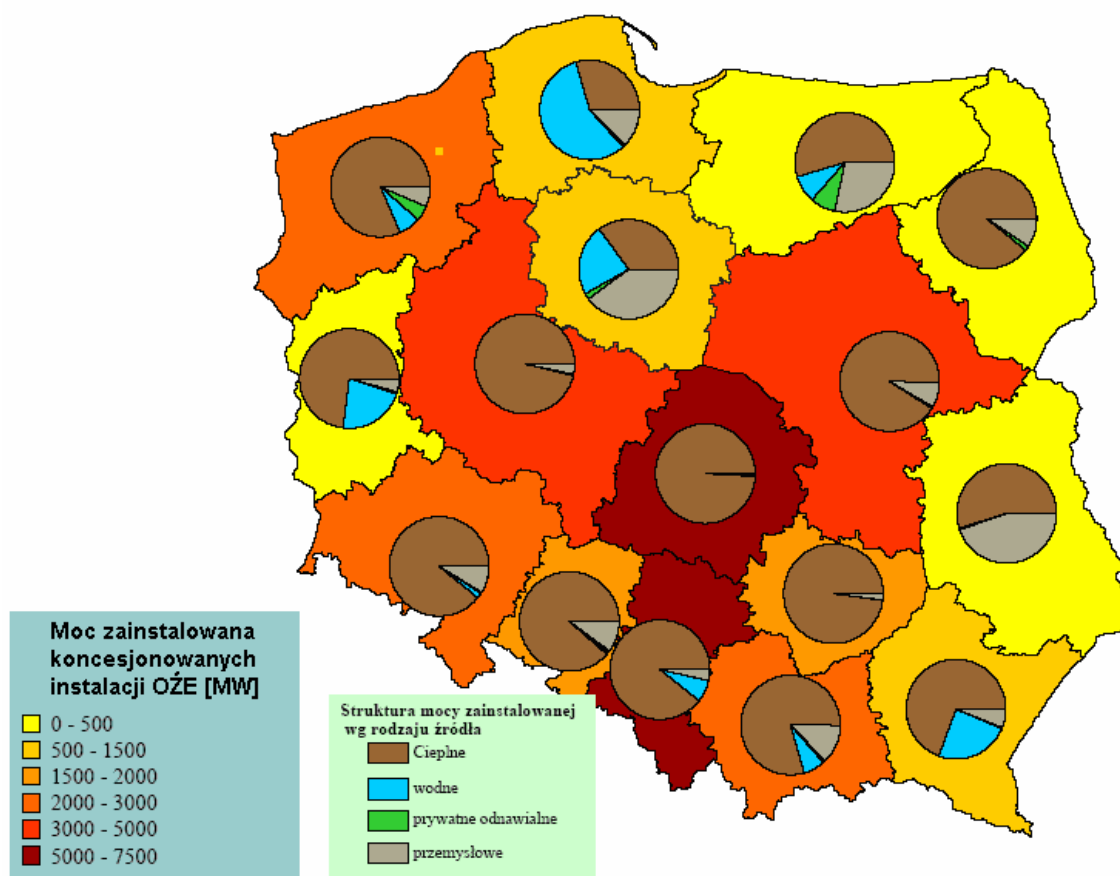 Moc zainstalowana
koncesjonowanych
instalacji OŹE [MW]
0 - 500
500 - 1500
1500 - 2000
2000 - 3000
3000 - 5000
5000 - 7500
Struktura mocy zainstalowanej
wg rodzaju źródła
Cieplne
wodne
prywatne odnawialne
przemysłowe